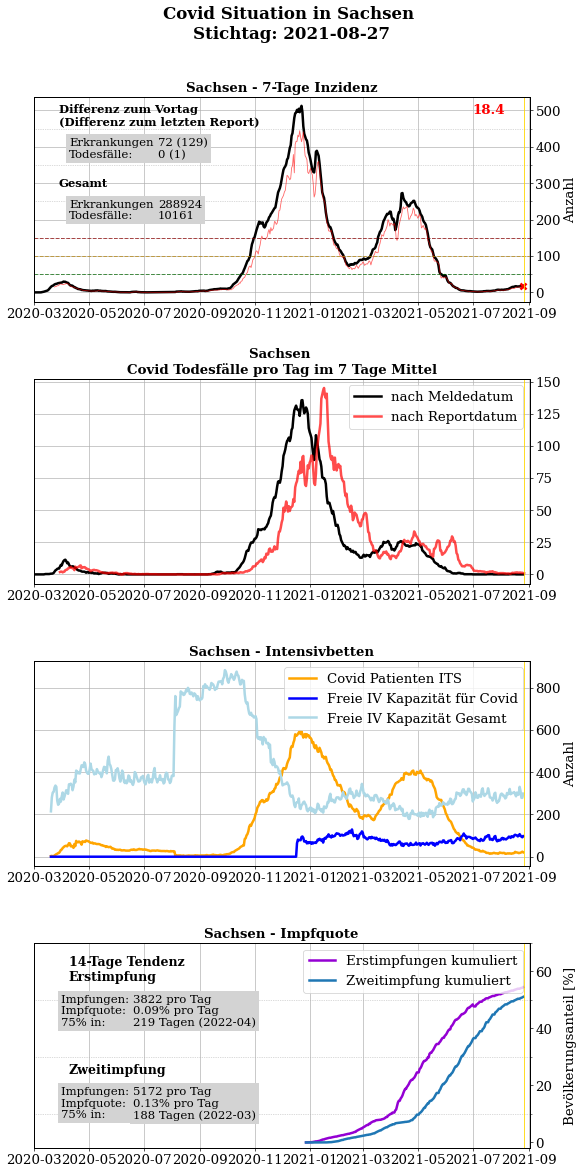 Covid Situation in Sachsen
Stichtag: 2021-08-27
Sachsen - 7-Tage Inzidenz
Differenz zum Vortag
(Differenz zum letzten Report)
Erkrankungen 72 (129)
Todesfälle: 0 (1)
Gesamt
Erkrankungen 288924
Todesfälle: 10161
18.4
500
400
300
200
100
0
Anzahl
2020-03 2020-05 2020-07 2020-09 2020-11 2021-01 2021-03 2021-05 2021-07 2021-09
Sachsen
Covid Todesfälle pro Tag im 7 Tage Mittel
nach Meldedatum
nach Reportdatum
150
125
100
75
50
25
0
2020-03 2020-05 2020-07 2020-09 2020-11 2021-01 2021-03 2021-05 2021-07 2021-09
Sachsen - Intensivbetten
Covid Patienten ITS
Freie IV Kapazität für Covid
Freie IV Kapazität Gesamt
800
600
400
200
0
Anzahl
2020-03 2020-05 2020-07 2020-09 2020-11 2021-01 2021-03 2021-05 2021-07 2021-09
Sachsen - Impfquote
14-Tage Tendenz
Erstimpfung
Impfungen: 3822 pro Tag
Impfquote: 0.09% pro Tag
75% in: 219 Tagen (2022-04)
Zweitimpfung
Impfungen: 5172 pro Tag
Impfquote: 0.13% pro Tag
75% in: 188 Tagen (2022-03)
Erstimpfungen kumuliert
Zweitimpfung kumuliert
60
40
20
0
Bevölkerungsanteil [%]
2020-03 2020-05 2020-07 2020-09 2020-11 2021-01 2021-03 2021-05 2021-07 2021-09